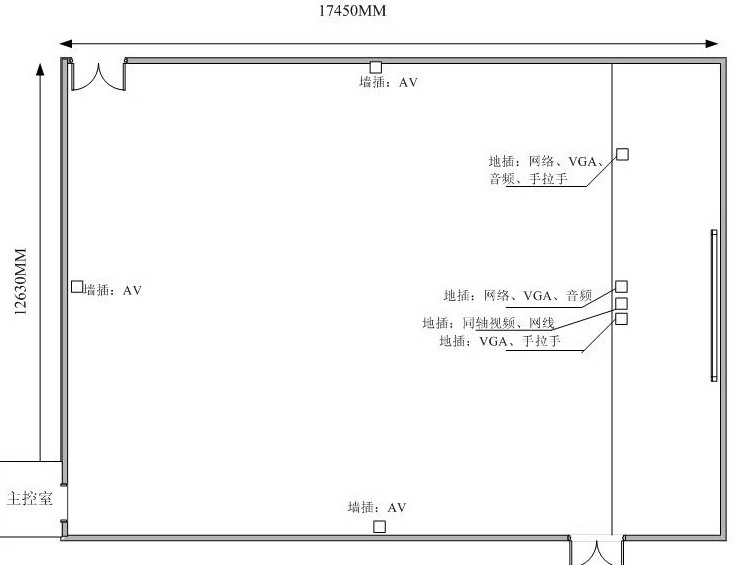 17450MM
墙插：AV
地插：网络、VGA、
音频、手拉手
12630MM
墙插：AV
地插：网络、VGA、音频
地插：同轴视频、网线
地插：VGA、手拉手
主控室
墙插：AV